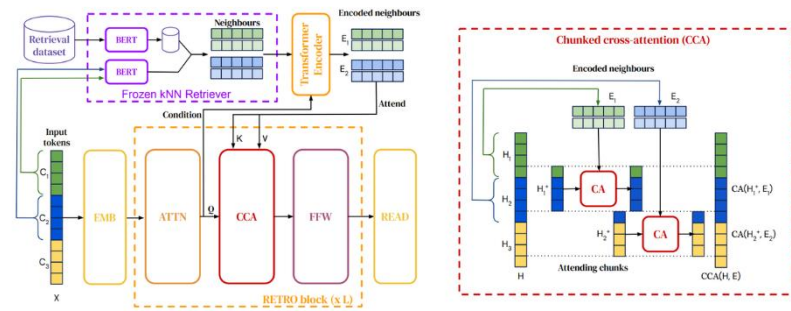 Retrieval
dataset
BERT
BERT
Frozen kNN Retriever
Neighbours
Transformer
Encoder
Encoded neighbours
E₁
E₂
Attend
Condition
K
V
Input
tokens
C₁
C₂
C₃
X
EMB
ATTN
Q
CCA
FFW
READ
RETRO block (x L)
Chunked cross-attention (CCA)
Encoded neighbours
E₁
E₂
H₁
H₂
H₃
H
H₁⁺
CA
H₂⁺
CA
CA(H₁⁺, E₁)
CA(H₂⁺, E₂)
Attending chunks
CCA(H, E)